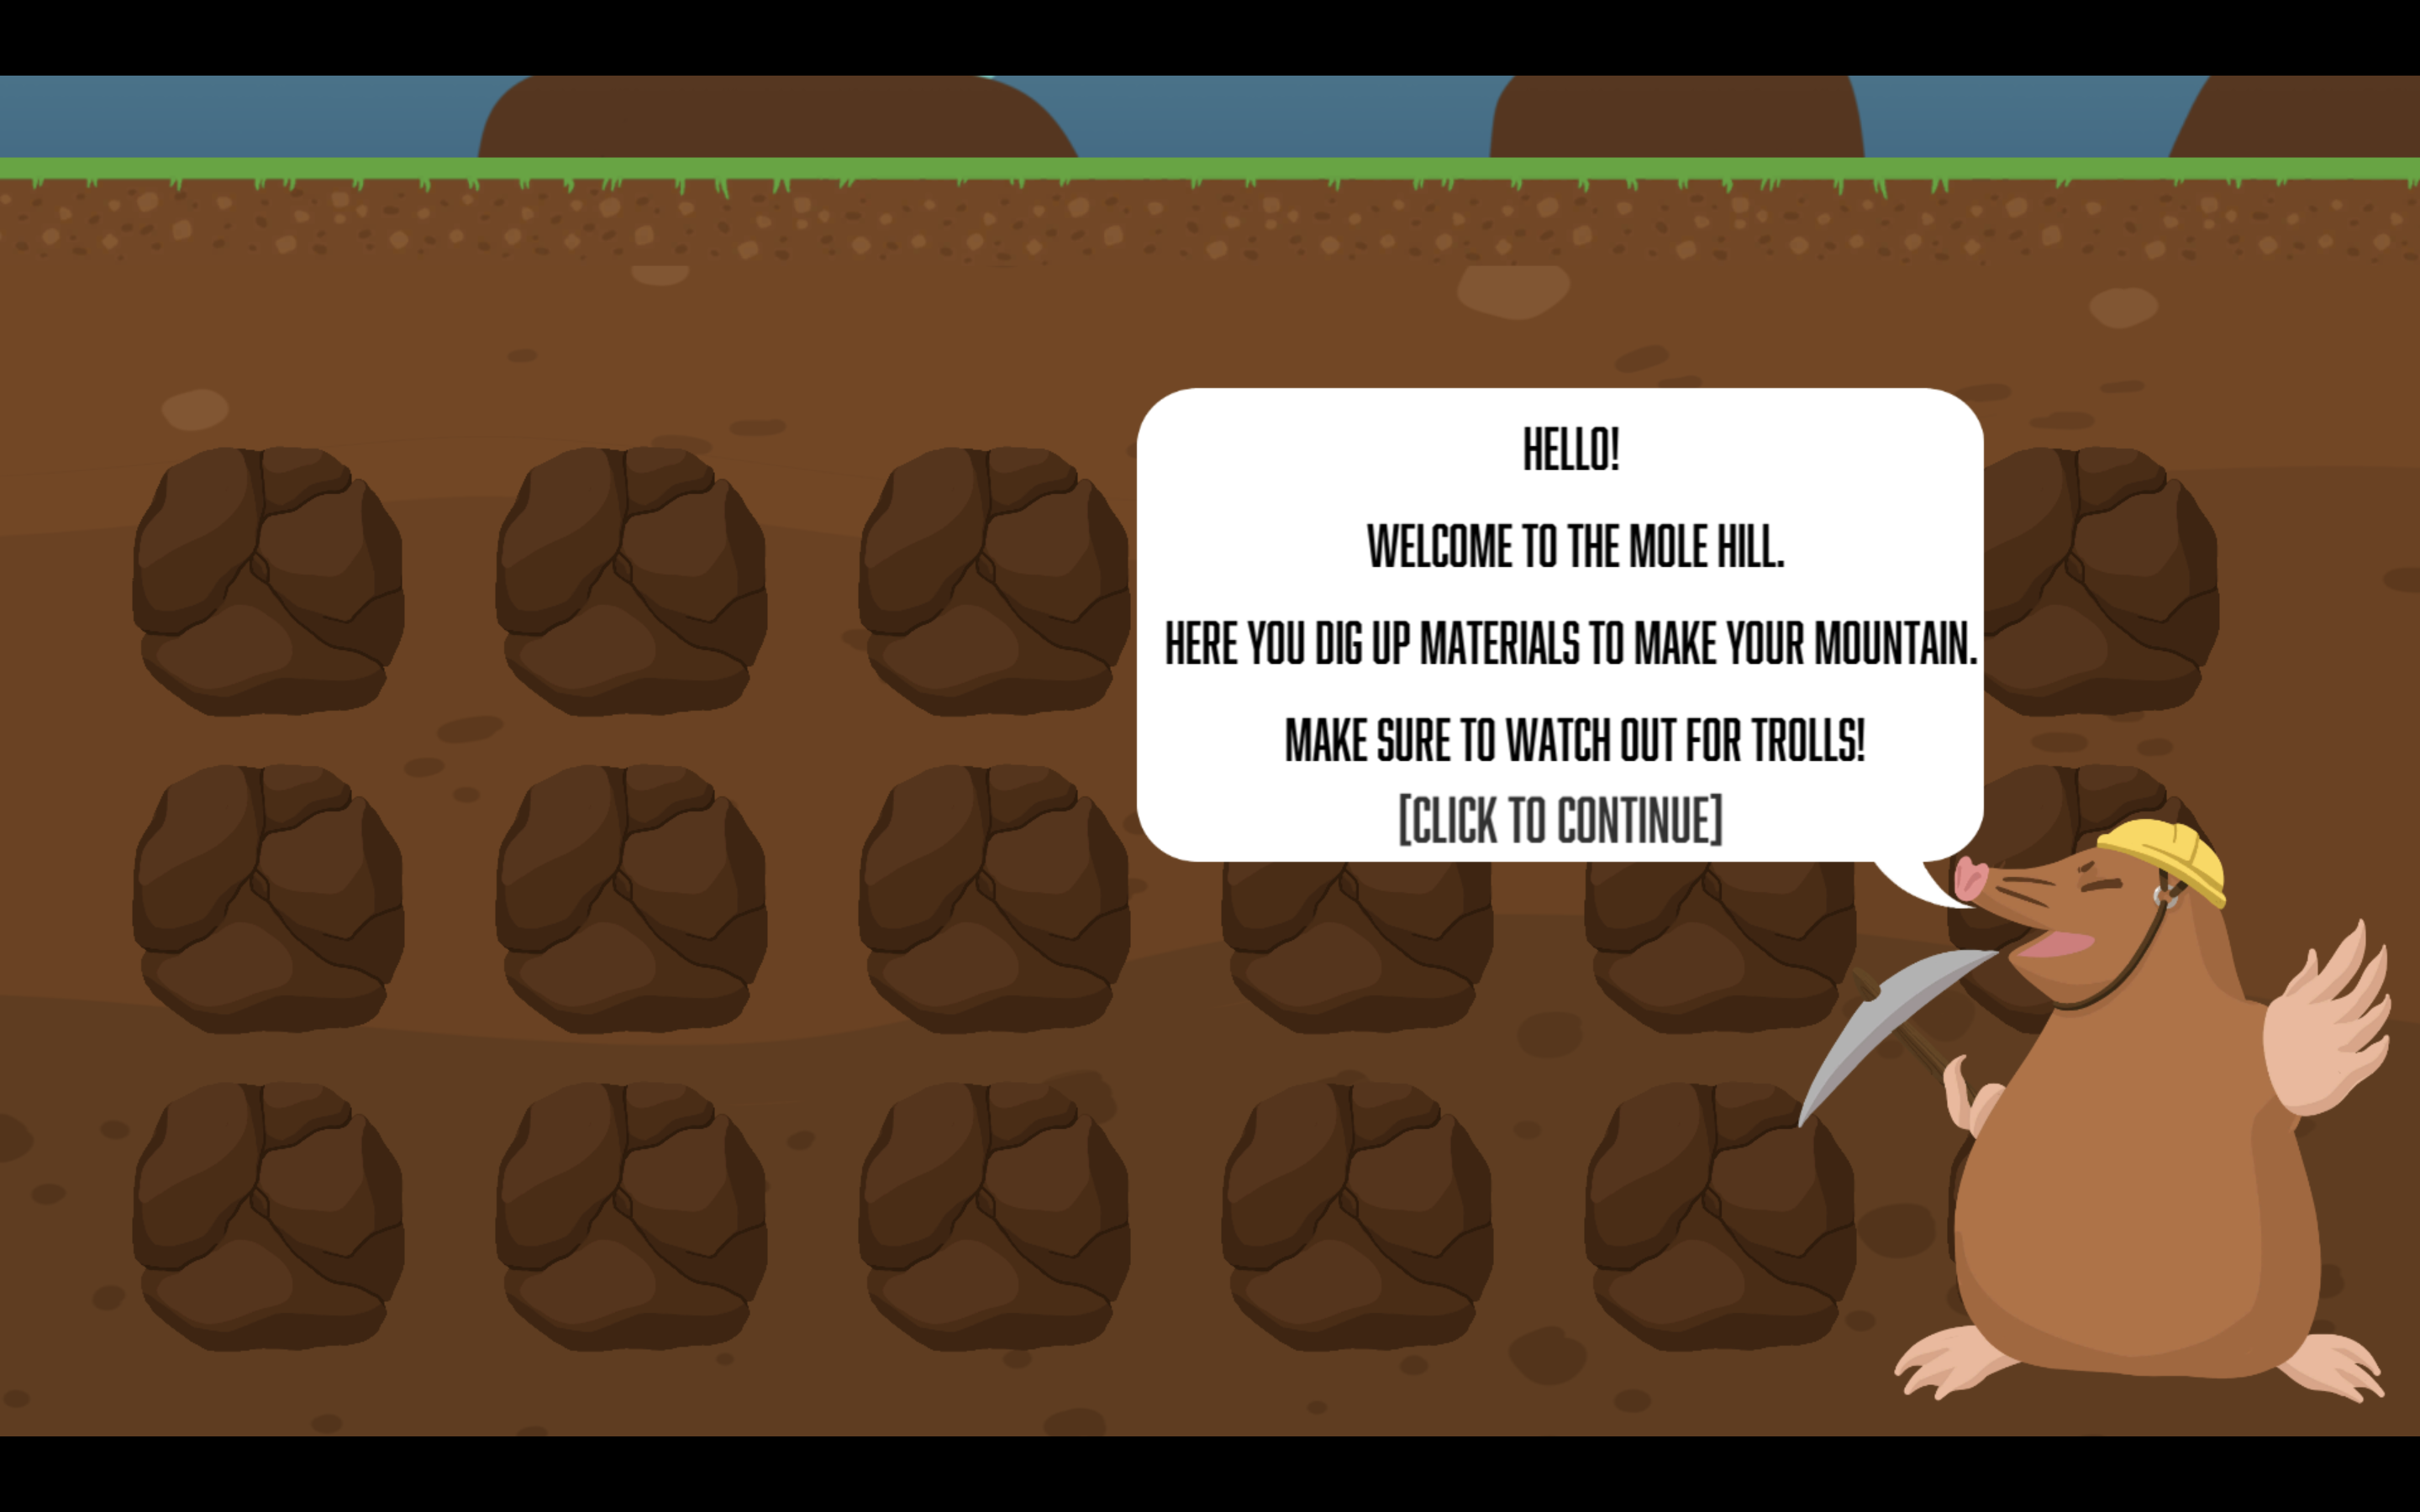 HELLO!
WELCOME TO THE MOLE HILL.
HERE YOU DIG UP MATERIALS TO MAKE YOUR MOUNTAIN.
MAKE SURE TO WATCH OUT FOR TROLLS!
[CLICK TO CONTINUE]